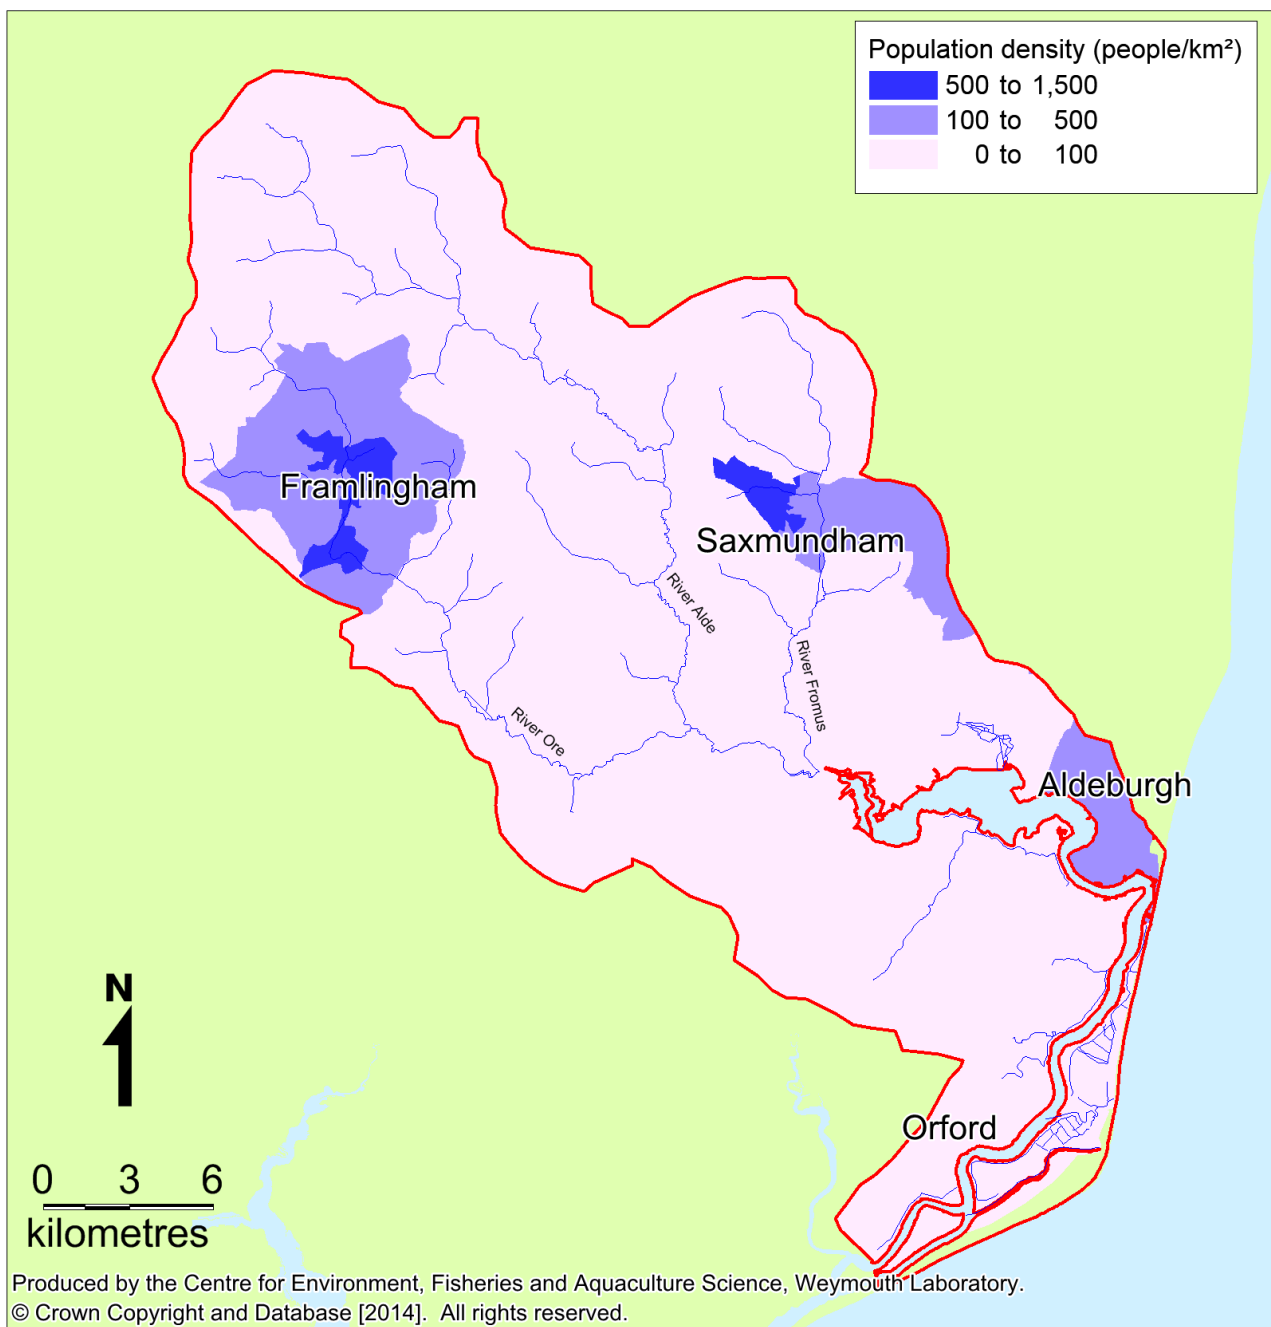 Population density (people/km²)
500 to 1,500
100 to 500
0 to 100
Framlingham
Saxmundham
River Alde
River Fromus
River Ore
Aldeburgh
N
Orford
0 3 6
kilometres
Produced by the Centre for Environment, Fisheries and Aquaculture Science, Weymouth Laboratory.
© Crown Copyright and Database [2014]. All rights reserved.